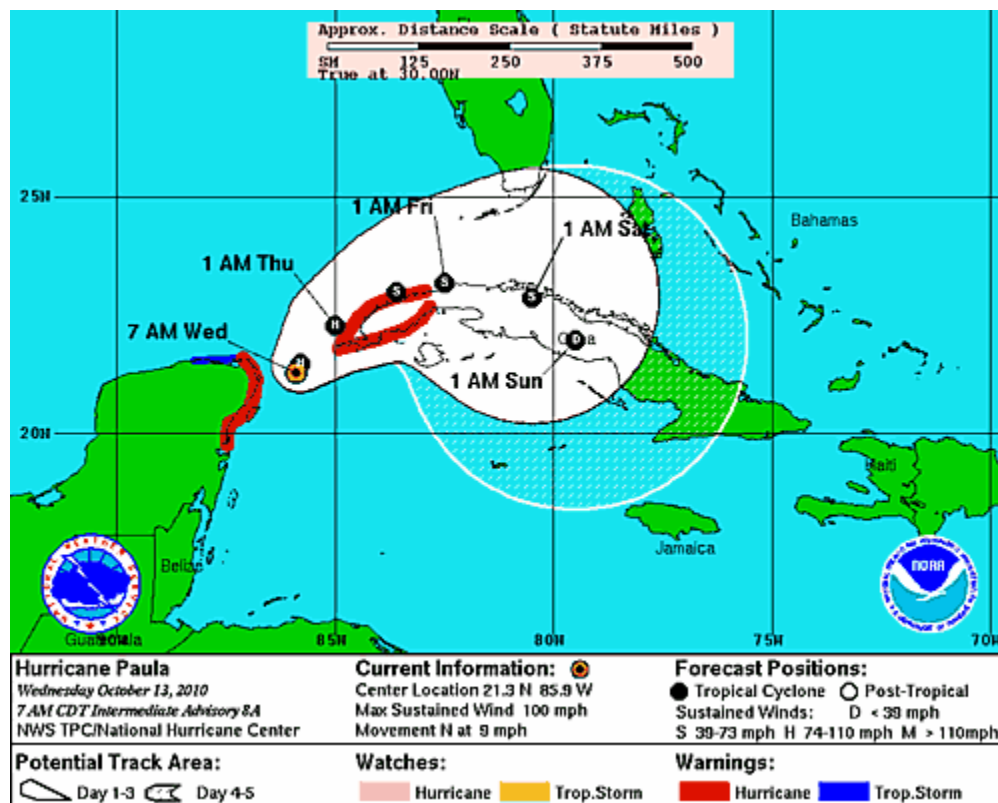 Approx. Distance Scale ( Statute Miles )
SM 125 250 375 500
True at 30.00N
25N
1 AM Fri
Bahamas
1 AM Sat
1 AM Thu
S
S
H
S
7 AM Wed
H
D
1 AM Sun
20N
Haiti
Jamaica
Belize
NOAA
Guatemala
85W
80W
75W
70W
Hurricane Paula
Wednesday October 13, 2010
7 AM CDT Intermediate Advisory 8A
NWS TPC/National Hurricane Center
Current Information:
Center Location 21.3 N 85.9 W
Max Sustained Wind 100 mph
Movement N at 9 mph
Forecast Positions:
Tropical Cyclone Post-Tropical
Sustained Winds: D < 39 mph
S 39-73 mph H 74-110 mph M > 110mph
Potential Track Area:
Day 1-3 Day 4-5
Watches:
Hurricane Trop.Storm
Warnings:
Hurricane Trop.Storm